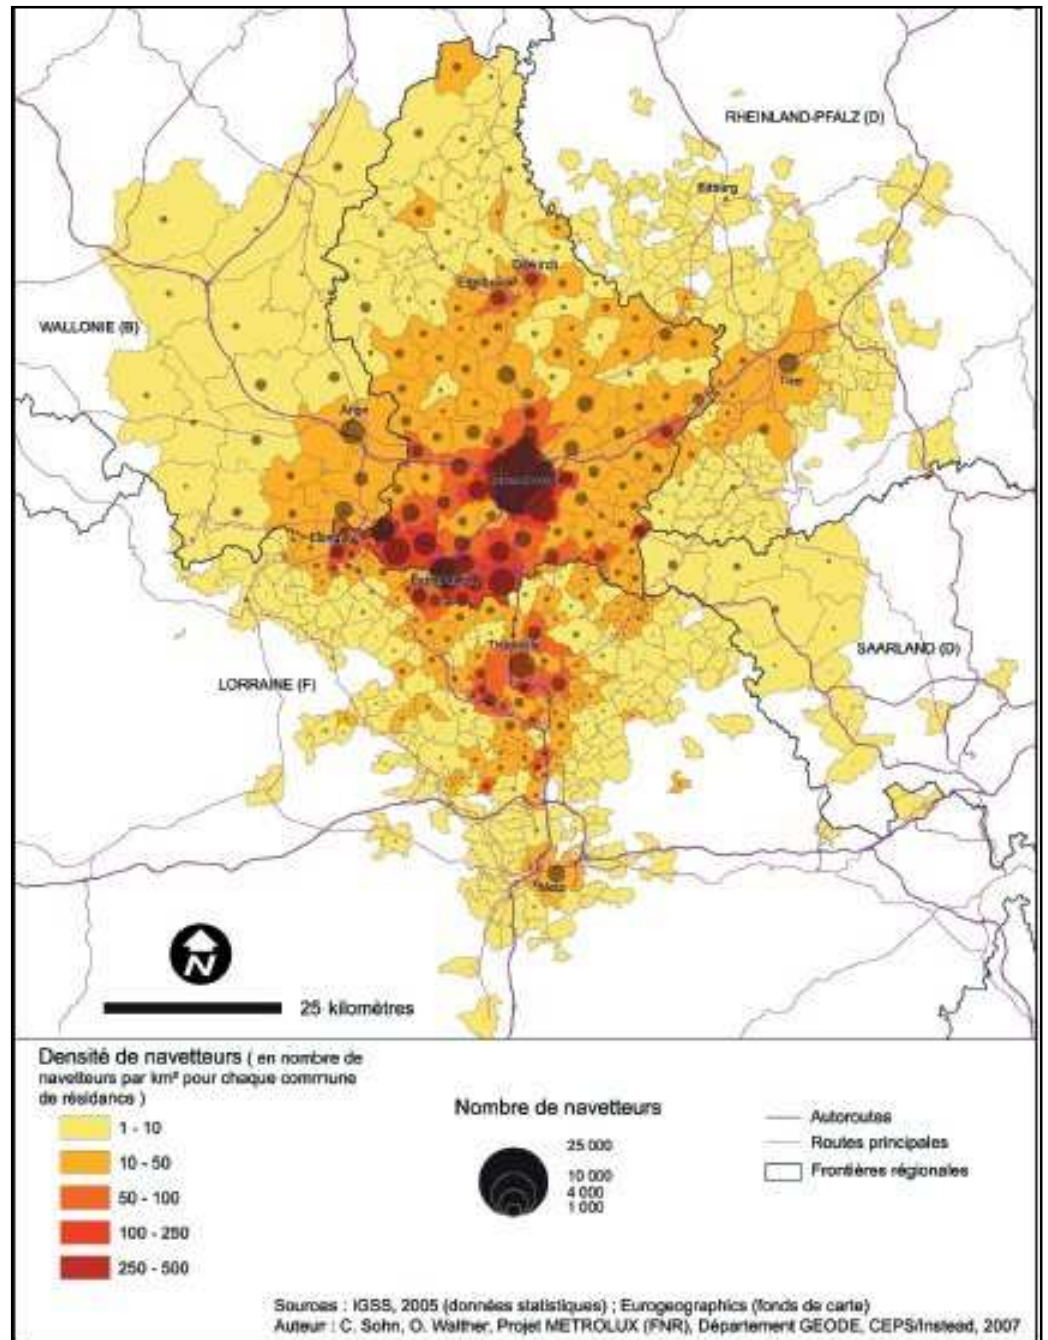 RHEINLAND-PFALZ (D)
Bitburg
Diekirch
Ettelbruck
WALLONIE (B)
Trier
Arlon
Thionville
SAARLAND (D)
LORRAINE (F)
Metz
N
25 kilomètres
Densité de navetteurs ( en nombre de
navetteurs par km² pour chaque commune
de résidance )
1 - 10
10 - 50
50 - 100
100 - 250
250 - 500
Nombre de navetteurs
25 000
10 000
4 000
1 000
Autoroutes
Routes principales
Frontières régionales
Sources : IGSS, 2005 (données statistiques) ; Eurogeographics (fonds de carte)
Auteur : C. Sohn, O. Walther, Projet METROLUX (FNR), Département GEODE, CEPS/Instead, 2007